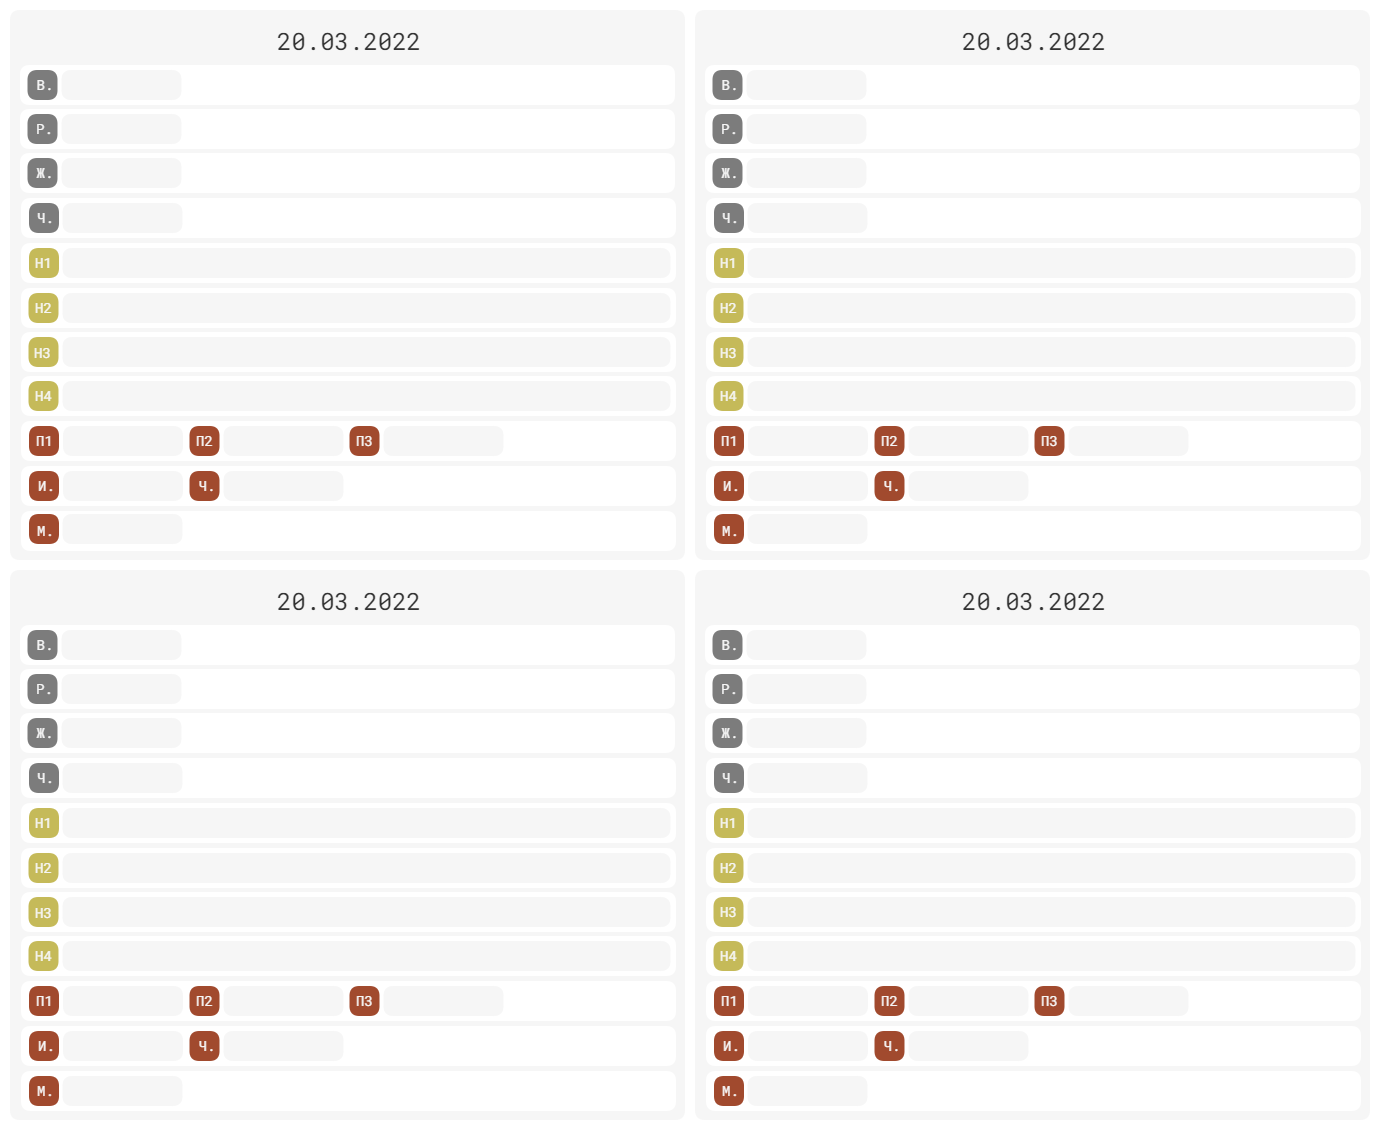 20.03.2022
В.
Р.
Ж.
Ч.
Н1
Н2
Н3
Н4
П1 П2 П3
И. Ч.
М.
20.03.2022
В.
Р.
Ж.
Ч.
Н1
Н2
Н3
Н4
П1 П2 П3
И. Ч.
М.
20.03.2022
В.
Р.
Ж.
Ч.
Н1
Н2
Н3
Н4
П1 П2 П3
И. Ч.
М.
20.03.2022
В.
Р.
Ж.
Ч.
Н1
Н2
Н3
Н4
П1 П2 П3
И. Ч.
М.